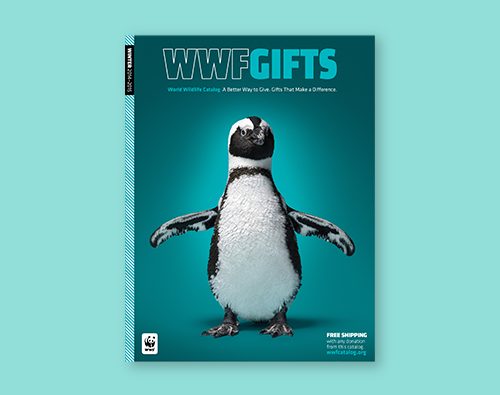 WINTER 2014–2015
WWFGIFTS
World Wildlife Catalog A Better Way to Give. Gifts That Make a Difference.
FREE SHIPPING
with any donation
from this catalog
wwfcatalog.org
WWF